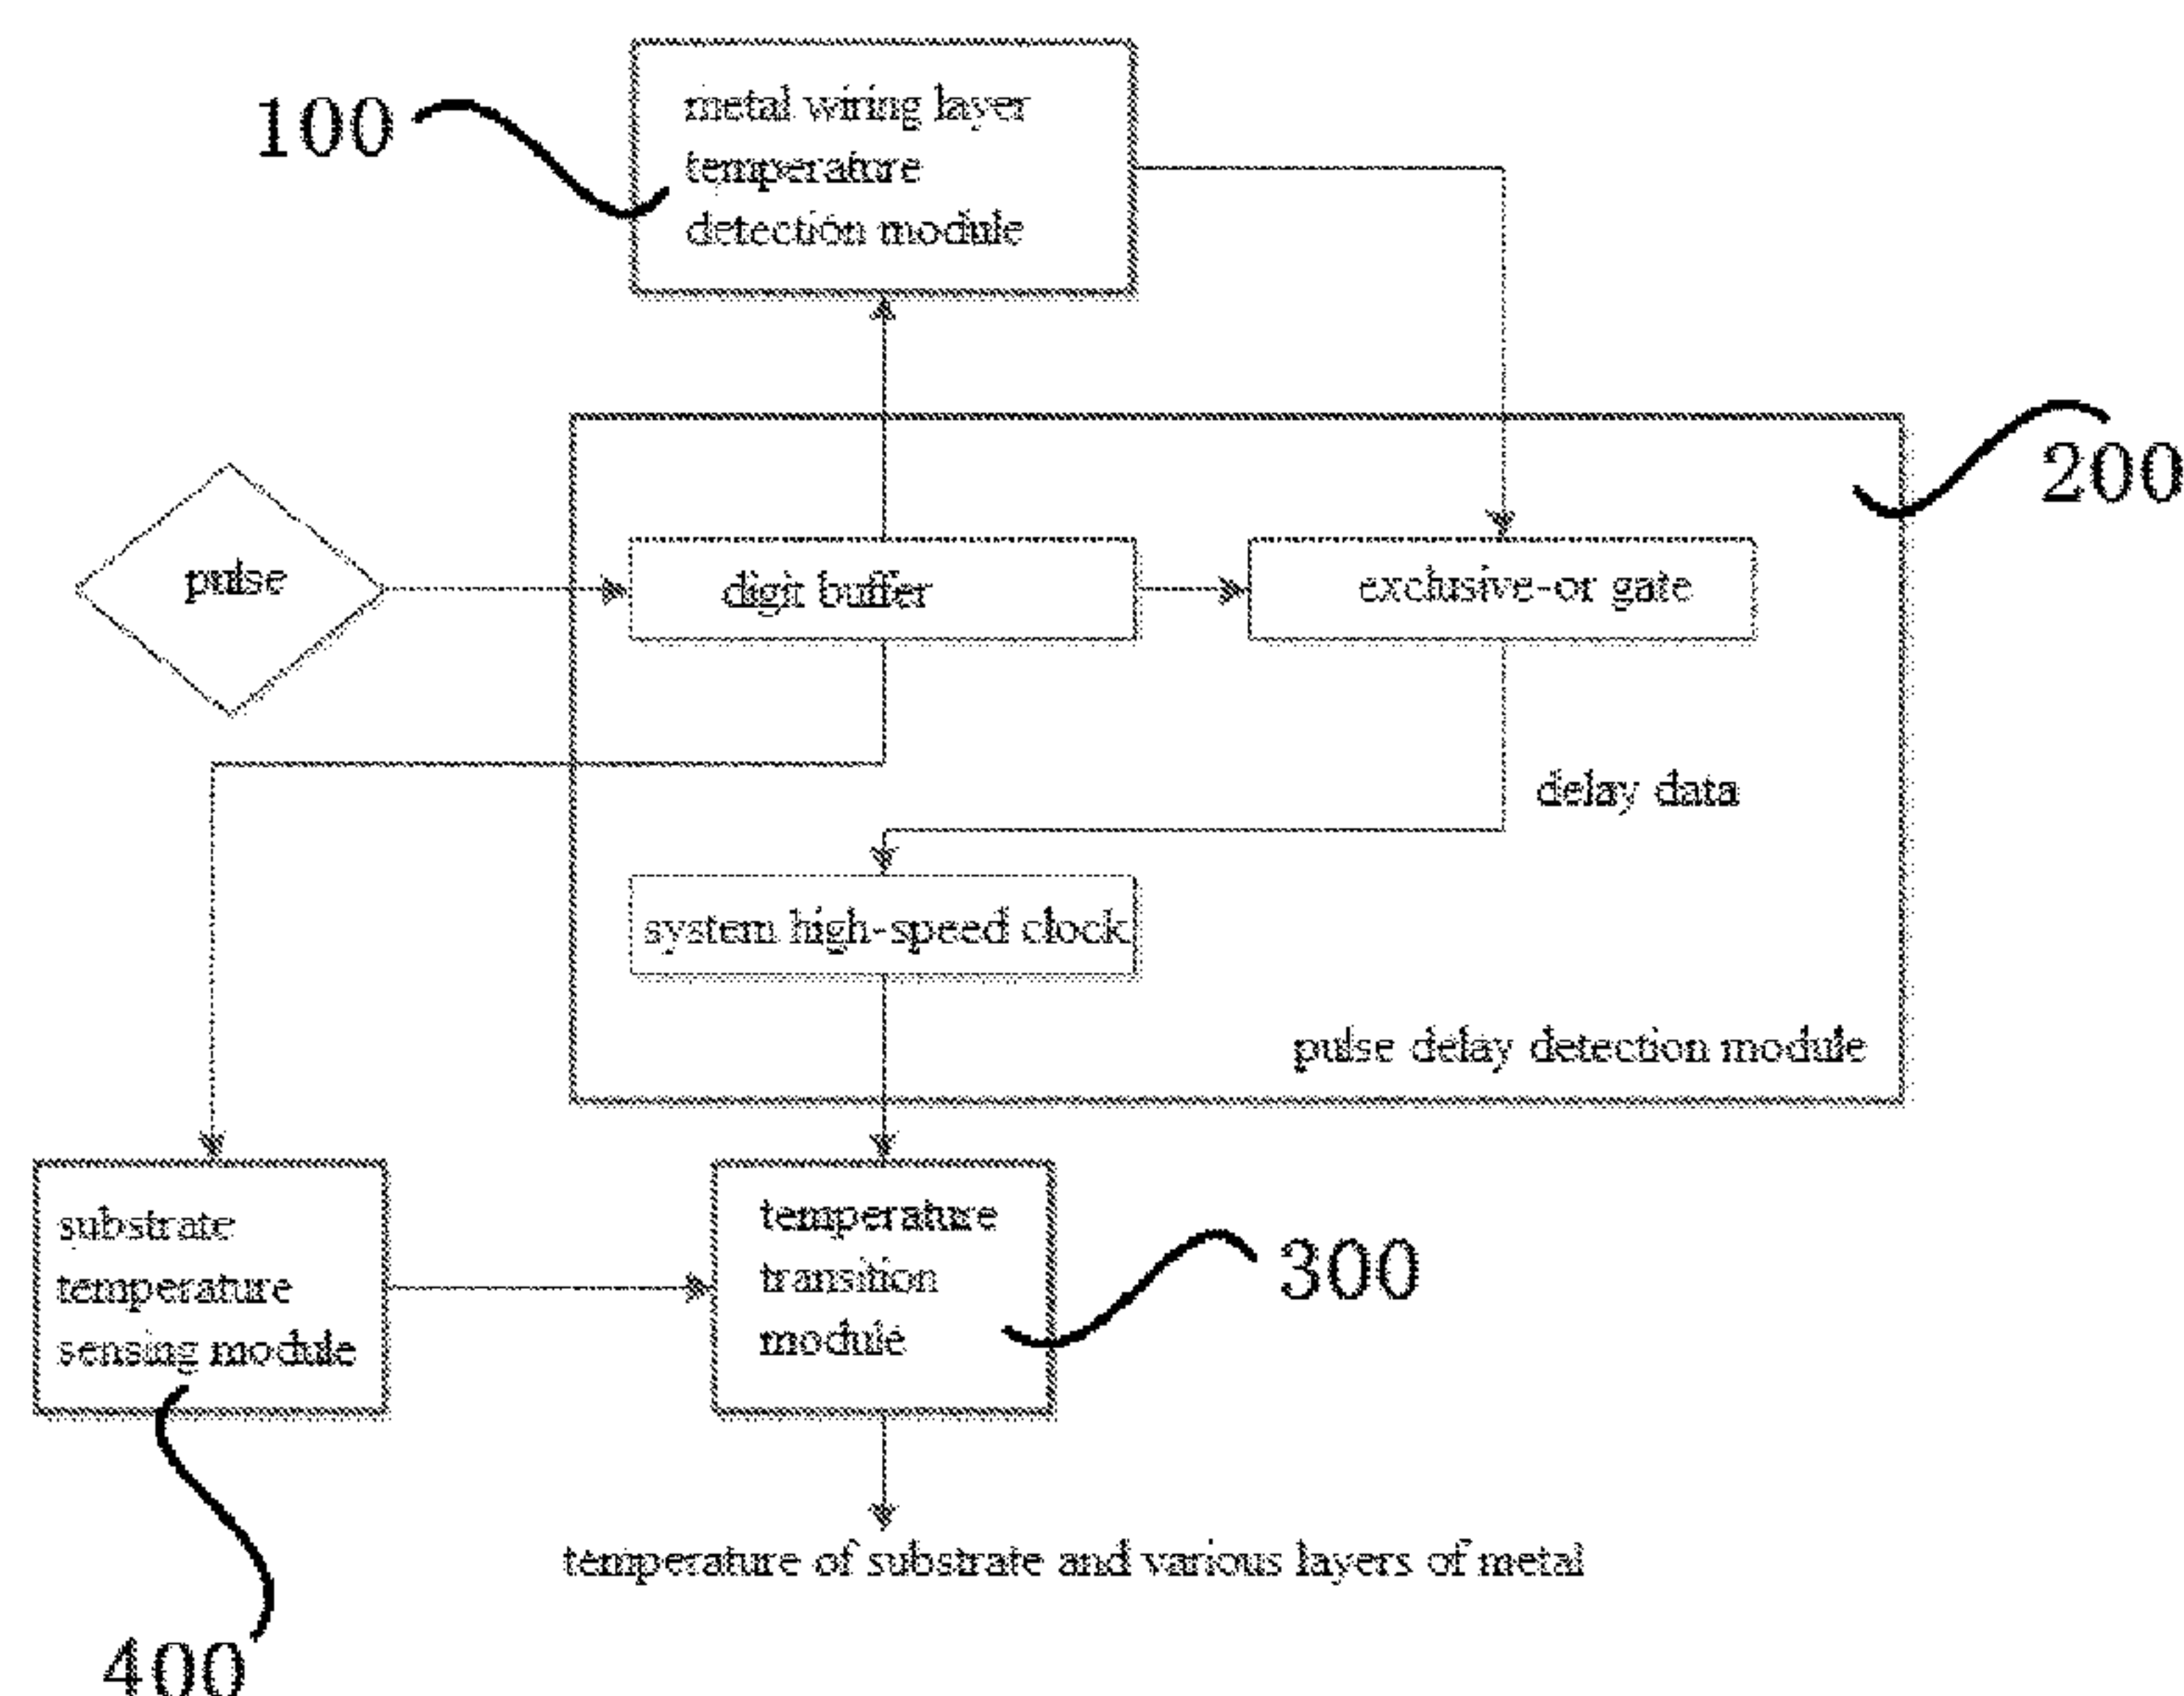 100
metal wiring layer
temperature
detection module
200
pulse
digit buffer
exclusive-or gate
delay data
system high-speed clock
pulse delay detection module
substrate
temperature
sensing module
temperature
transition
module
300
temperature of substrate and various layers of metal
400